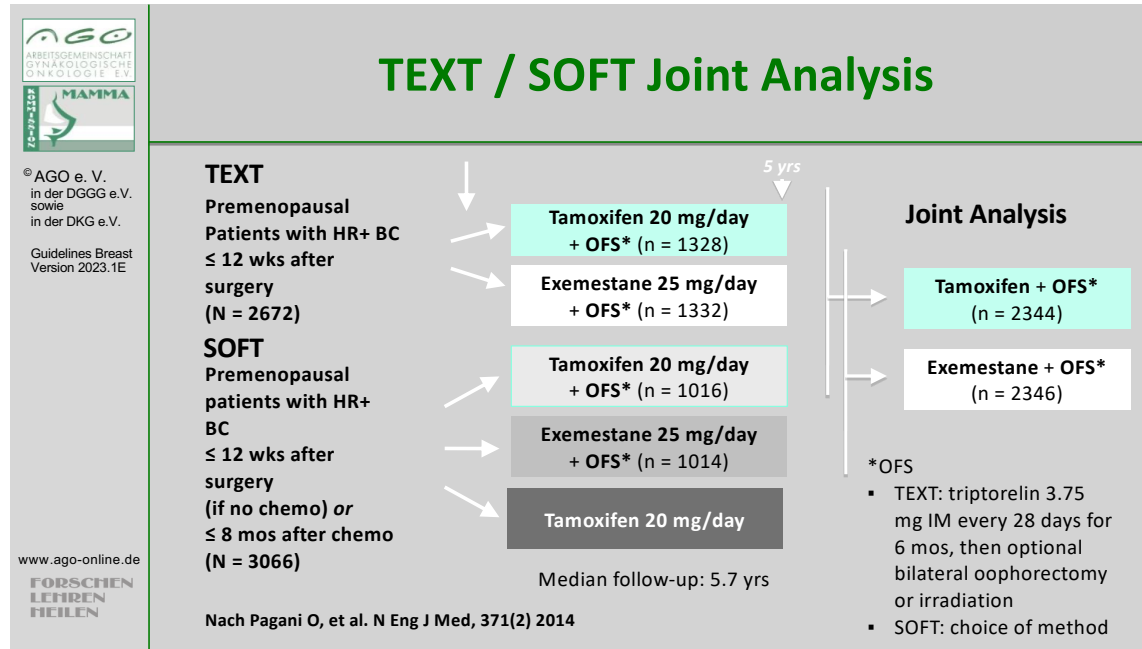 AGO
ARBEITSGEMEINSCHAFT
GYNÄKOLOGISCHE
ONKOLOGIE E.V.
KOMMISSION
MAMMA
© AGO e. V.
in der DGGG e.V.
sowie
in der DKG e.V.
Guidelines Breast
Version 2023.1E
www.ago-online.de
FORSCHEN
LEHREN
HEILEN
TEXT / SOFT Joint Analysis
TEXT
Premenopausal
Patients with HR+ BC
≤ 12 wks after
surgery
(N = 2672)
SOFT
Premenopausal
patients with HR+
BC
≤ 12 wks after
surgery
(if no chemo) or
≤ 8 mos after chemo
(N = 3066)
5 yrs
Tamoxifen 20 mg/day
+ OFS* (n = 1328)
Exemestane 25 mg/day
+ OFS* (n = 1332)
Tamoxifen 20 mg/day
+ OFS* (n = 1016)
Exemestane 25 mg/day
+ OFS* (n = 1014)
Tamoxifen 20 mg/day
Median follow-up: 5.7 yrs
Joint Analysis
Tamoxifen + OFS*
(n = 2344)
Exemestane + OFS*
(n = 2346)
*OFS
▪ TEXT: triptorelin 3.75
mg IM every 28 days for
6 mos, then optional
bilateral oophorectomy
or irradiation
▪ SOFT: choice of method
Nach Pagani O, et al. N Eng J Med, 371(2) 2014